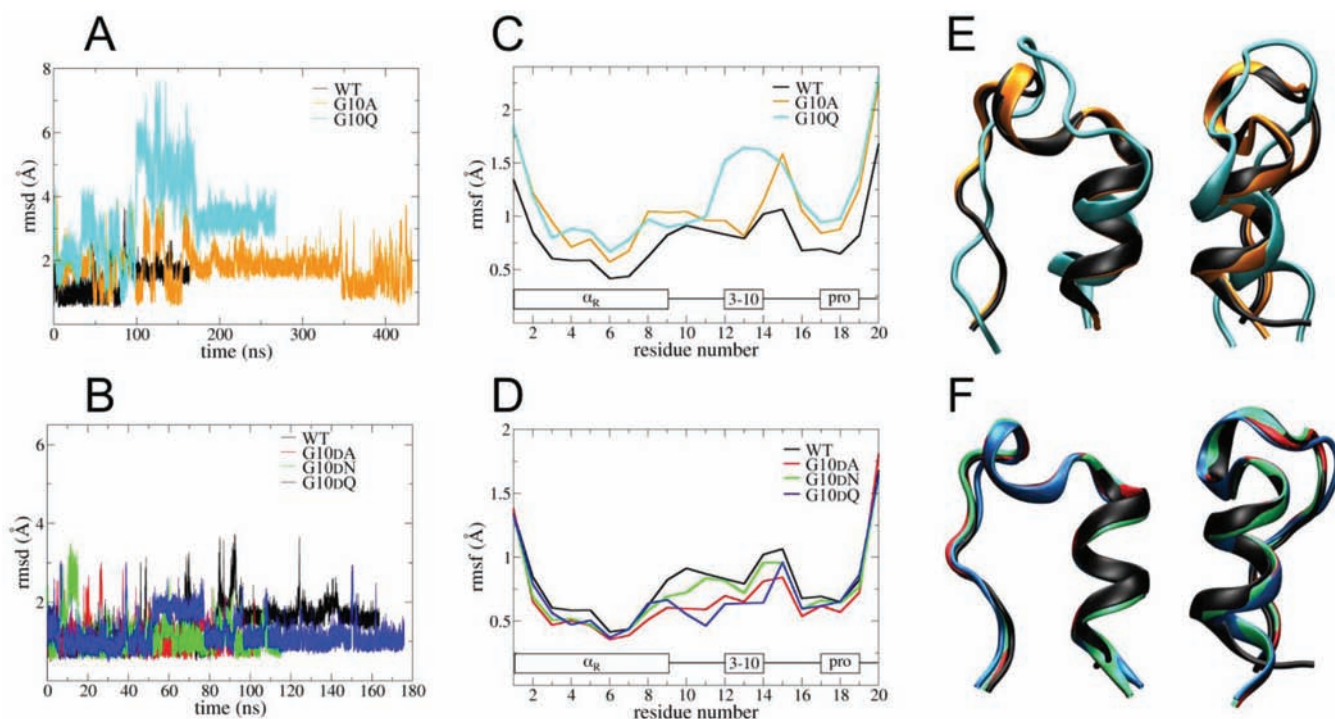 A
8
6
4
2
rmsd (Å)
WT
G10A
G10Q
0 100 200 300 400
time (ns)
C
2
1.5
1
0.5
rmsf (Å)
WT
G10A
G10Q
αR 3-10 pro
2 4 6 8 10 12 14 16 18 20
residue number
E
B
6
4
2
rmsd (Å)
WT
G10DA
G10DN
G10DQ
0 20 40 60 80 100 120 140 160 180
time (ns)
D
2
1.5
1
0.5
rmsf (Å)
WT
G10DA
G10DN
G10DQ
αR 3-10 pro
2 4 6 8 10 12 14 16 18 20
residue number
F